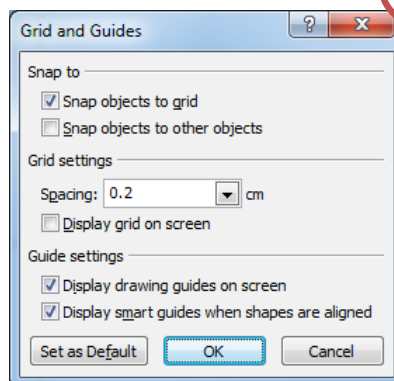 Grid and Guides
Snap to
Snap objects to grid
Snap objects to other objects
Grid settings
Spacing: 0.2 cm
Display grid on screen
Guide settings
Display drawing guides on screen
Display smart guides when shapes are aligned
Set as Default OK Cancel